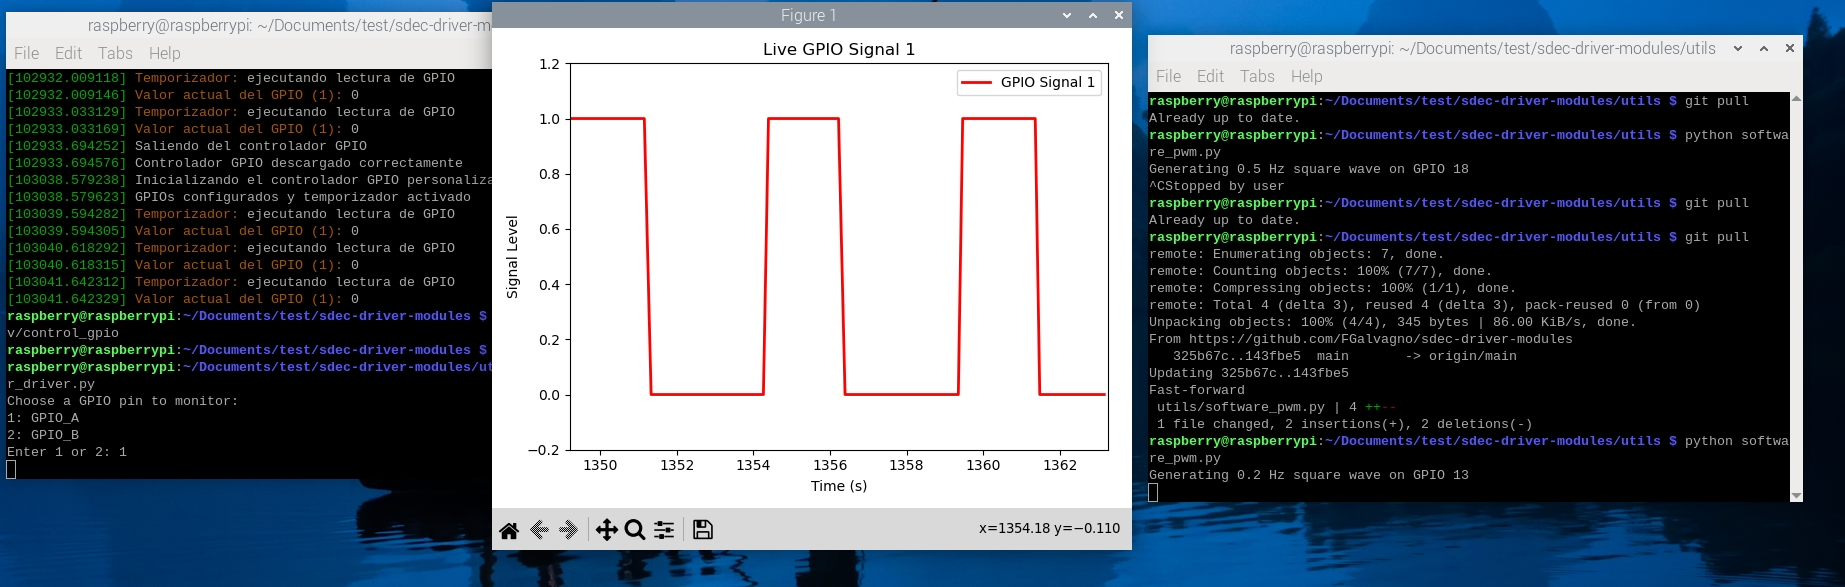 raspberry@raspberrypi: ~/Documents/test/sdec-driver-m
File Edit Tabs Help
[102932.009118] Temporizador: ejecutando lectura de GPIO
[102932.009146] Valor actual del GPIO (1): 0
[102933.033129] Temporizador: ejecutando lectura de GPIO
[102933.033169] Valor actual del GPIO (1): 0
[102933.694252] Saliendo del controlador GPIO
[102933.694576] Controlador GPIO descargado correctamente
[103038.579238] Inicializando el controlador GPIO personaliza
[103038.579623] GPIOs configurados y temporizador activado
[103039.594282] Temporizador: ejecutando lectura de GPIO
[103039.594305] Valor actual del GPIO (1): 0
[103040.618292] Temporizador: ejecutando lectura de GPIO
[103040.618315] Valor actual del GPIO (1): 0
[103041.642312] Temporizador: ejecutando lectura de GPIO
[103041.642329] Valor actual del GPIO (1): 0
raspberry@raspberrypi:~/Documents/test/sdec-driver-modules $
v/control_gpio
raspberry@raspberrypi:~/Documents/test/sdec-driver-modules $
raspberry@raspberrypi:~/Documents/test/sdec-driver-modules/ut
r_driver.py
Choose a GPIO pin to monitor:
1: GPIO_A
2: GPIO_B
Enter 1 or 2: 1
Figure 1
Live GPIO Signal 1
GPIO Signal 1
1.2
1.0
0.8
0.6
0.4
0.2
0.0
−0.2
Signal Level
1350 1352 1354 1356 1358 1360 1362
Time (s)
x=1354.18 y=−0.110
raspberry@raspberrypi: ~/Documents/test/sdec-driver-modules/utils
File Edit Tabs Help
raspberry@raspberrypi:~/Documents/test/sdec-driver-modules/utils $ git pull
Already up to date.
raspberry@raspberrypi:~/Documents/test/sdec-driver-modules/utils $ python softwa
re_pwm.py
Generating 0.5 Hz square wave on GPIO 18
^CStopped by user
raspberry@raspberrypi:~/Documents/test/sdec-driver-modules/utils $ git pull
Already up to date.
raspberry@raspberrypi:~/Documents/test/sdec-driver-modules/utils $ git pull
remote: Enumerating objects: 7, done.
remote: Counting objects: 100% (7/7), done.
remote: Compressing objects: 100% (1/1), done.
remote: Total 4 (delta 3), reused 4 (delta 3), pack-reused 0 (from 0)
Unpacking objects: 100% (4/4), 345 bytes | 86.00 KiB/s, done.
From https://github.com/FGalvagno/sdec-driver-modules
325b67c..143fbe5 main -> origin/main
Updating 325b67c..143fbe5
Fast-forward
utils/software_pwm.py | 4 ++--
1 file changed, 2 insertions(+), 2 deletions(-)
raspberry@raspberrypi:~/Documents/test/sdec-driver-modules/utils $ python softwa
re_pwm.py
Generating 0.2 Hz square wave on GPIO 13